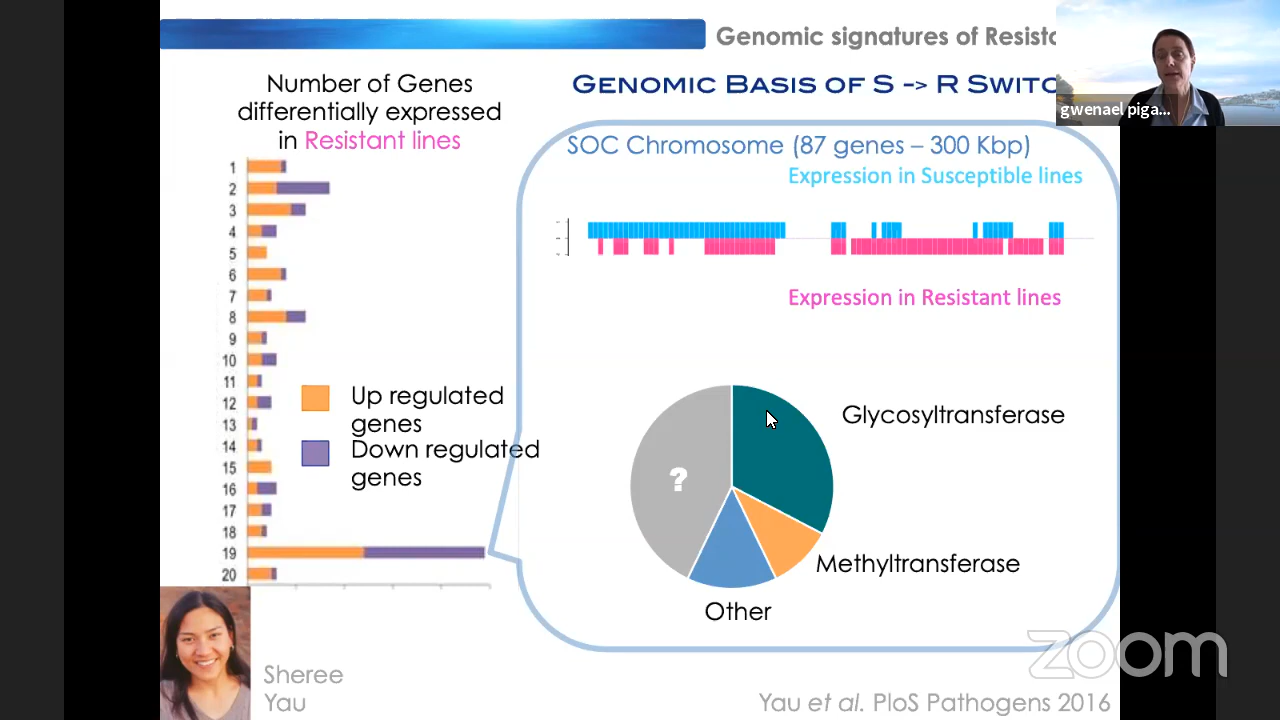 Genomic signatures of Resista
GENOMIC BASIS OF S -> R SWITC
gwenael piga...
Number of Genes
differentially expressed
in Resistant lines
1
2
3
4
5
6
7
8
9
10
11
12
13
14
15
16
17
18
19
20
Up regulated
genes
Down regulated
genes
SOC Chromosome (87 genes – 300 Kbp)
Expression in Susceptible lines
Expression in Resistant lines
?
Glycosyltransferase
Methyltransferase
Other
Sheree
Yau
Yau et al. PloS Pathogens 2016
zoom